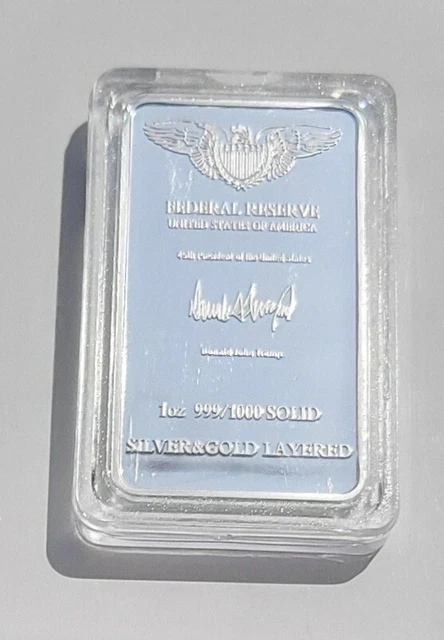 FEDERAL RESERVE
UNITED STATES OF AMERICA
45th President of the United States
Donald John Trump
1oz 999/1000 SOLID
SILVER&GOLD LAYERED